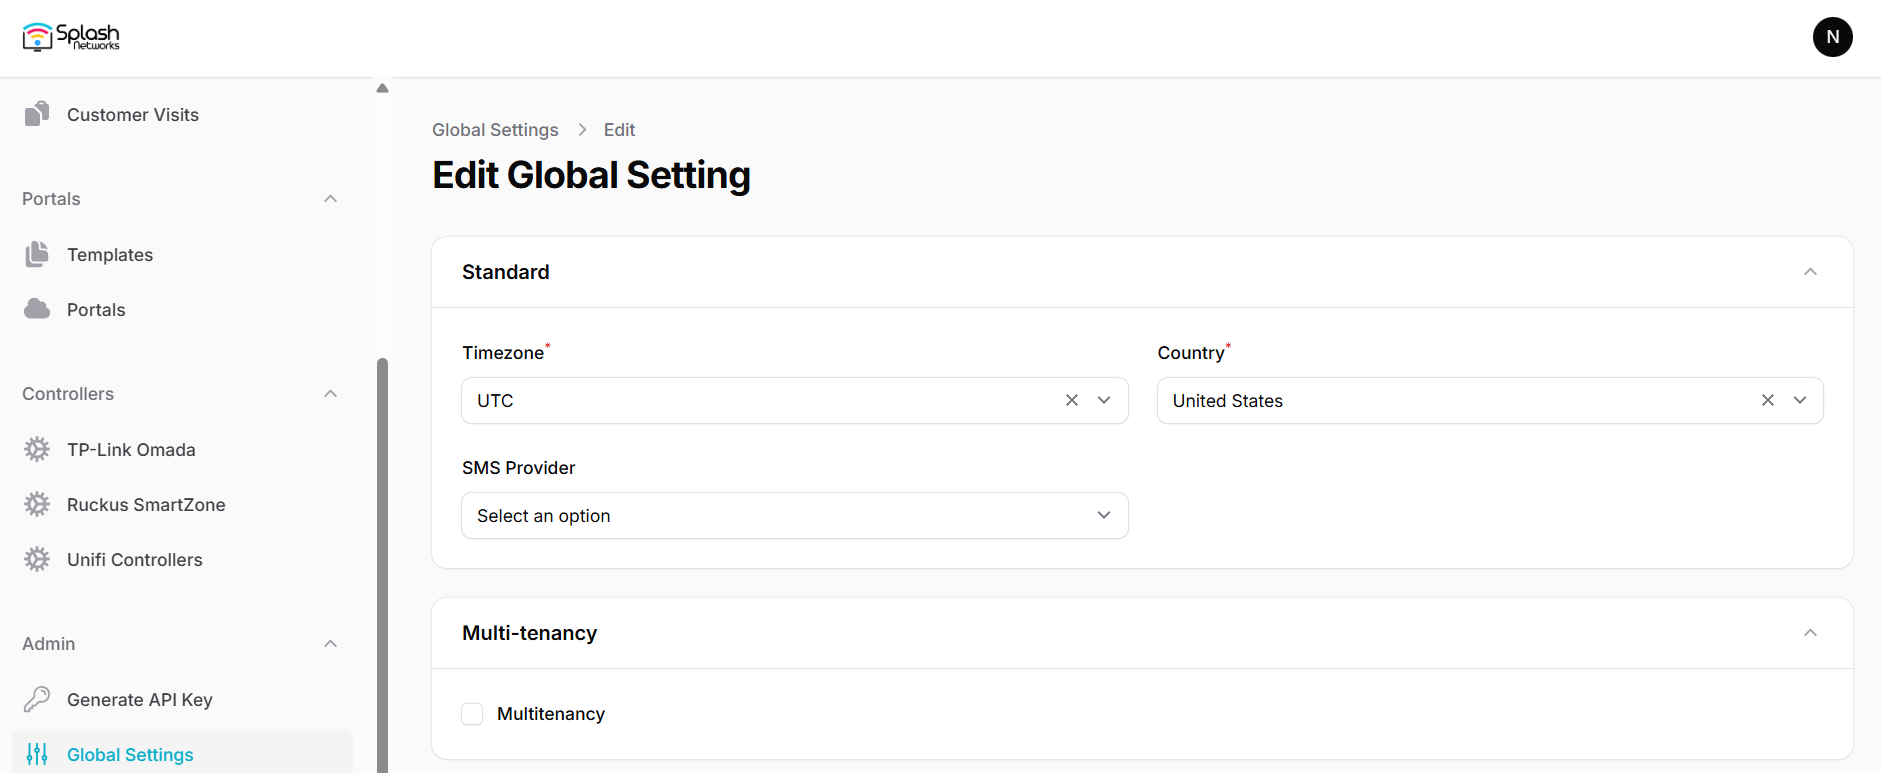 Splash
Networks
N
Customer Visits
Portals
Templates
Portals
Controllers
TP-Link Omada
Ruckus SmartZone
Unifi Controllers
Admin
Generate API Key
Global Settings
Global Settings > Edit
Edit Global Setting
Standard
Timezone* Country*
UTC United States
SMS Provider
Select an option
Multi-tenancy
Multitenancy